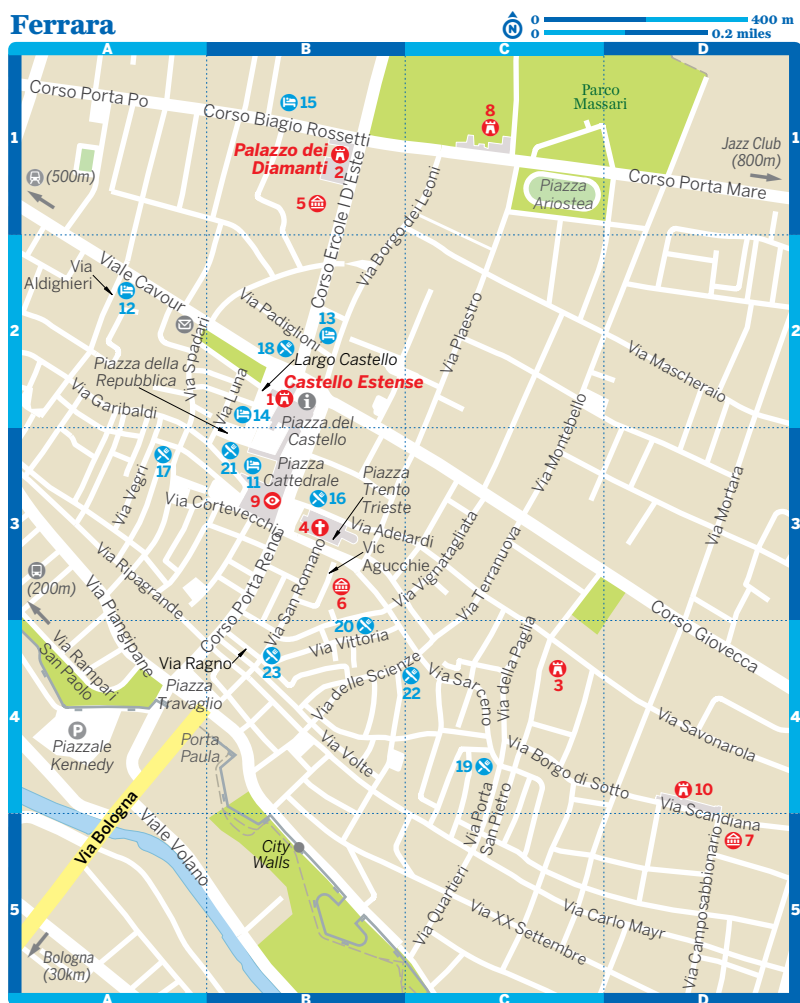 Ferrara
N
0
400 m
0
0.2 miles
A
B
C
D
1
1
2
2
3
3
4
4
5
5
A
B
C
D
Corso Porta Po
15
Corso Biagio Rossetti
8
Parco
Massari
Palazzo dei
Diamanti
2
Jazz Club
(800m)
(500m)
Corso Porta Mare
Piazza
Ariostea
5
Corso Ercole I D'Este
Via Borgo dei Leoni
Via
Aldighieri
Viale Cavour
12
Via Padiglioni
13
18
Via Spadari
Largo Castello
Via Plaestro
Via Mascheraio
Piazza della
Repubblica
Castello Estense
1
i
Via Luna
14
Via Garibaldi
Piazza del
Castello
Via Montebello
17
21
11
Piazza
Cattedrale
Piazza
Trento
Trieste
16
9
Via Vegri
Via Cortevecchia
4
Via Adelardi
Vic
Agucchie
Via Vignatagliata
Via Terranuova
Via Mortara
(200m)
Via Ripagrande
Via Piangipane
Corso Porta Reno
Via San Romano
6
Corso Giovecca
20
Via Vittoria
Via Ragno
23
Via Rampari
San Paolo
Piazza
Travaglio
Via delle Scienze
22
Via Sarceno
Via della Paglia
3
Via Savonarola
P
Piazzale
Kennedy
Porta
Paula
Via Volte
19
Via Borgo di Sotto
10
Via Scandiana
7
Via Porta
San Pietro
Via Bologna
Viale Volano
City
Walls
Via Quartieri
Via XX Settembre
Via Carlo Mayr
Via Camposabbionario
Bologna
(30km)